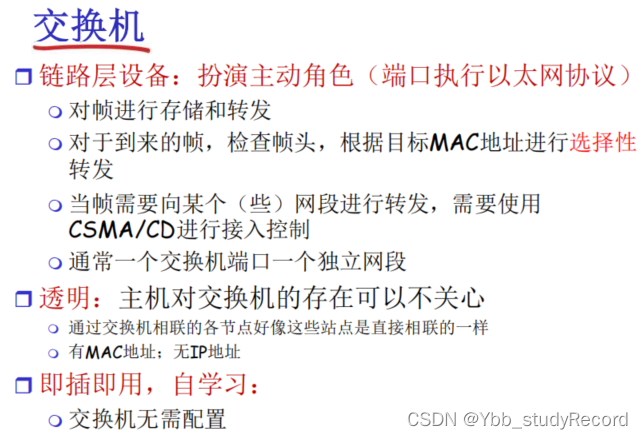 交换机
链路层设备：扮演主动角色（端口执行以太网协议）
对帧进行存储和转发
对于到来的帧，检查帧头，根据目标MAC地址进行选择性
转发
当帧需要向某个（些）网段进行转发，需要使用
CSMA/CD进行接入控制
通常一个交换机端口一个独立网段
透明：主机对交换机的存在可以不关心
通过交换机相联的各节点好像这些站点是直接相联的一样
有MAC地址；无IP地址
即插即用，自学习：
交换机无需配置
CSDN @Ybb_studyRecord